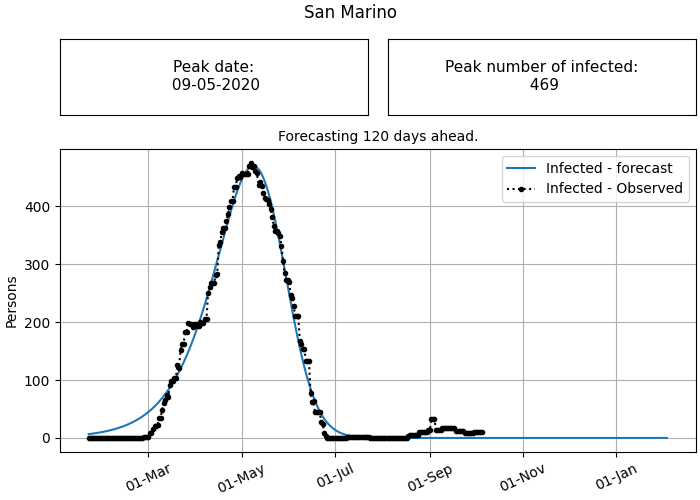 San Marino
Peak date:
09-05-2020
Peak number of infected:
469
Forecasting 120 days ahead.
Infected - forecast
Infected - Observed
Persons
400
300
200
100
0
01-Mar
01-May
01-Jul
01-Sep
01-Nov
01-Jan